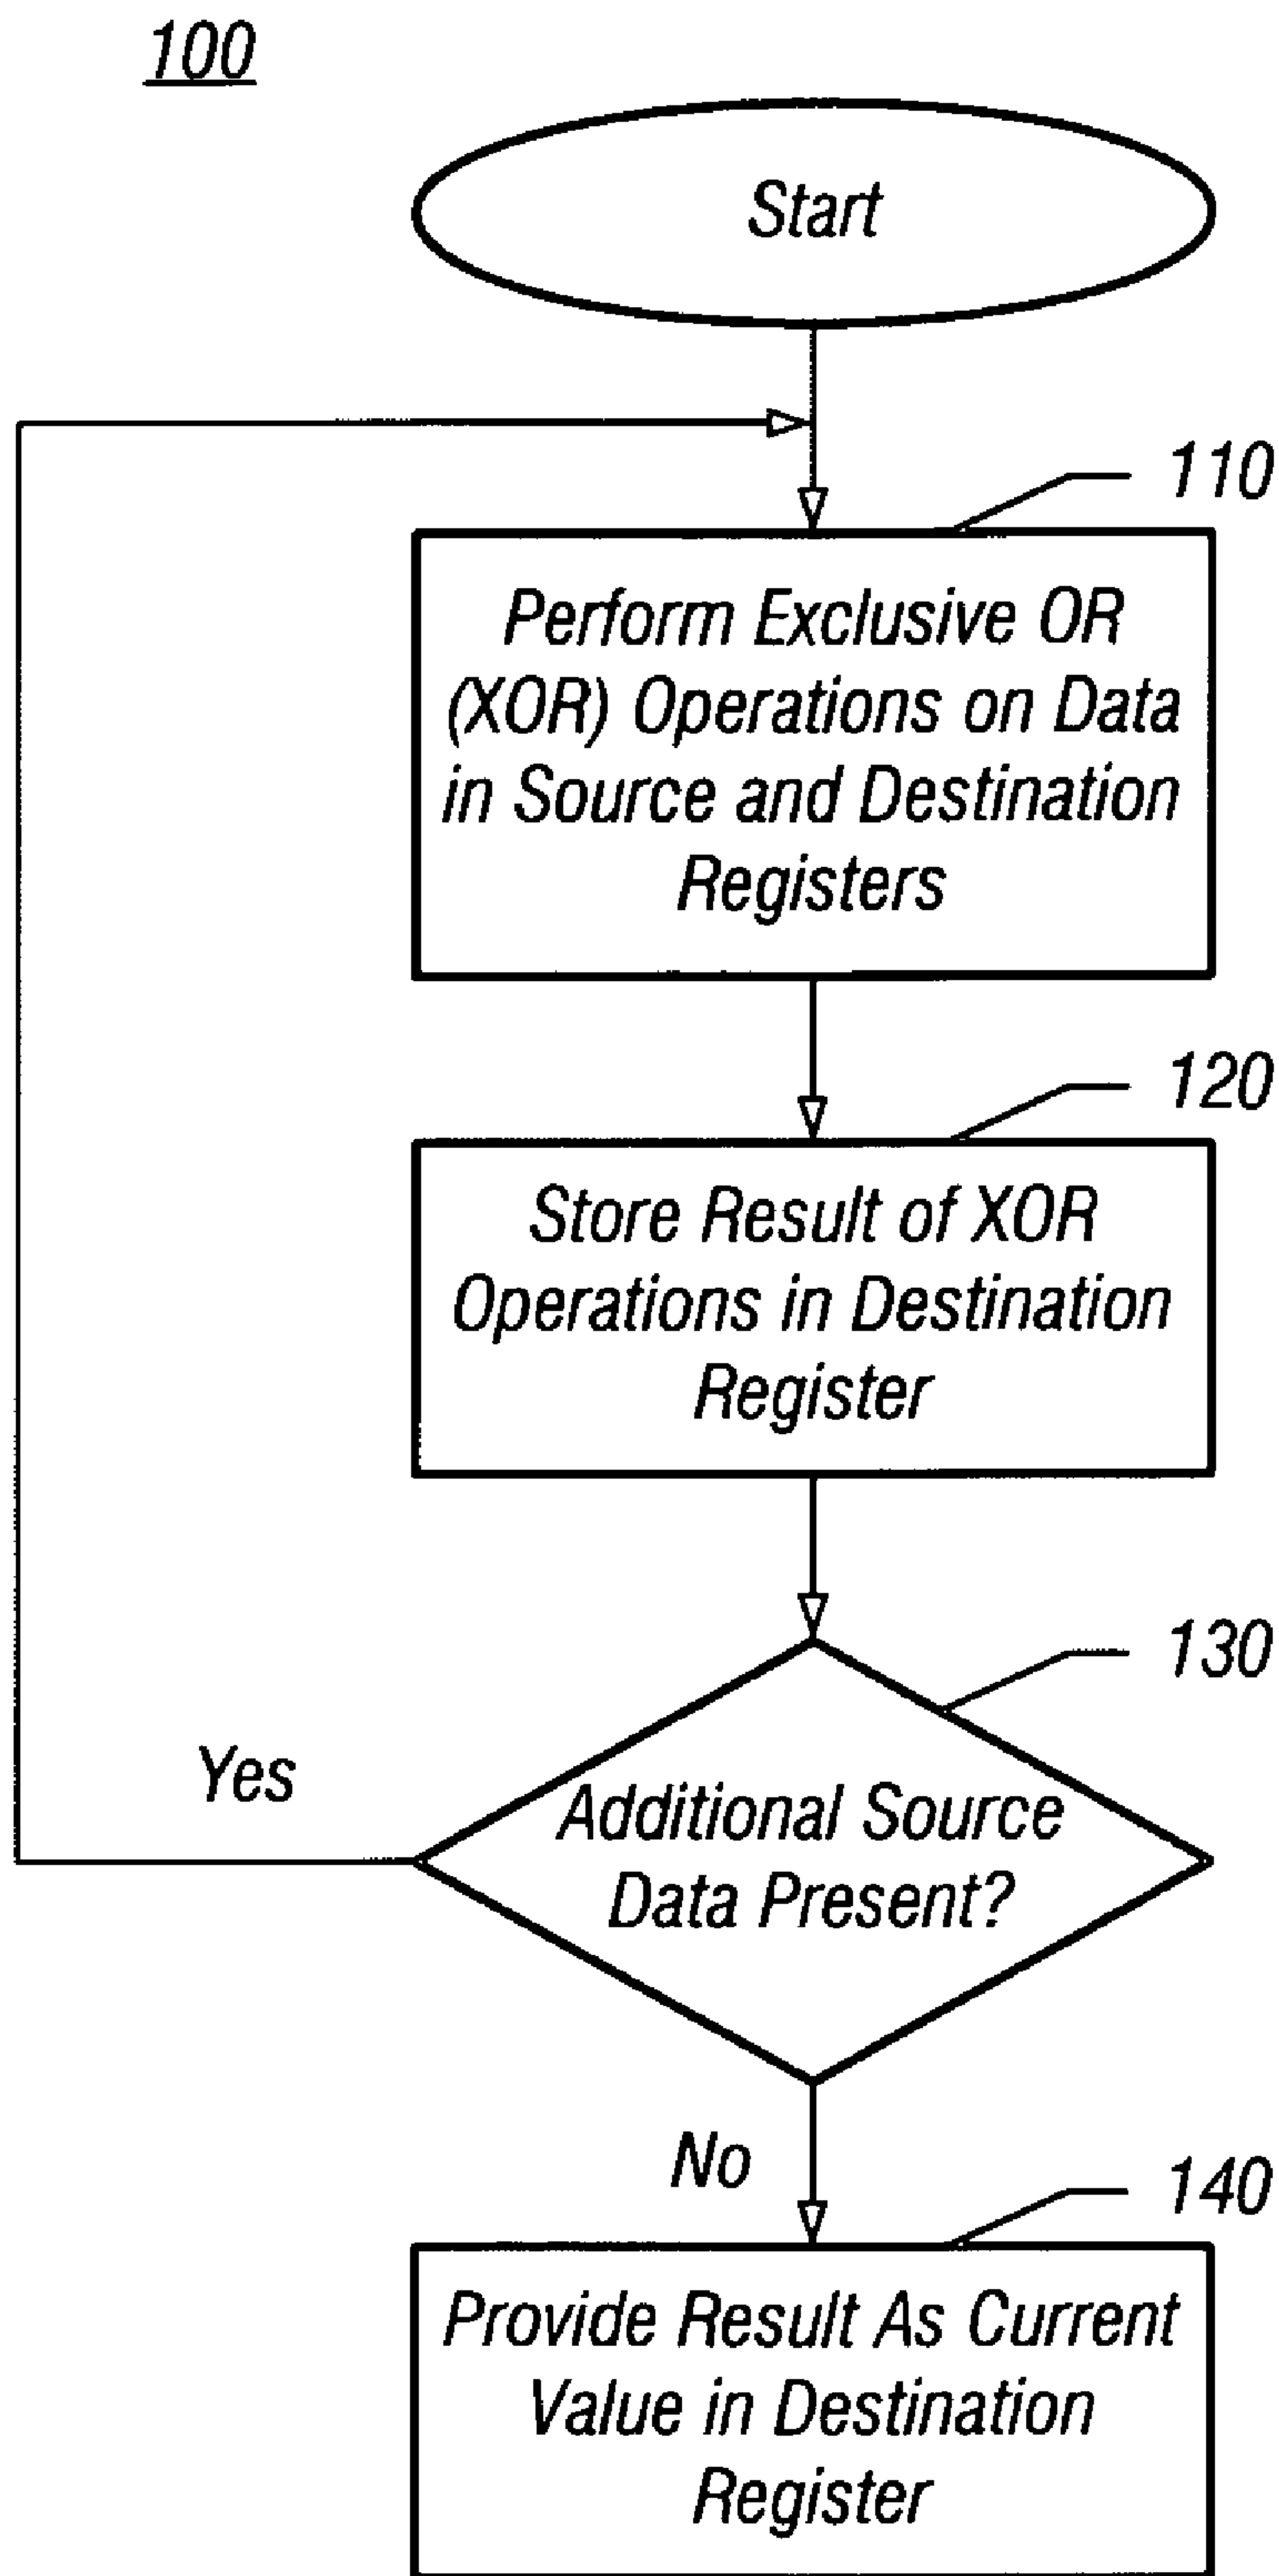 100
Start
110
Perform Exclusive OR
(XOR) Operations on Data
in Source and Destination
Registers
120
Store Result of XOR
Operations in Destination
Register
130
Yes
Additional Source
Data Present?
No
140
Provide Result As Current
Value in Destination
Register